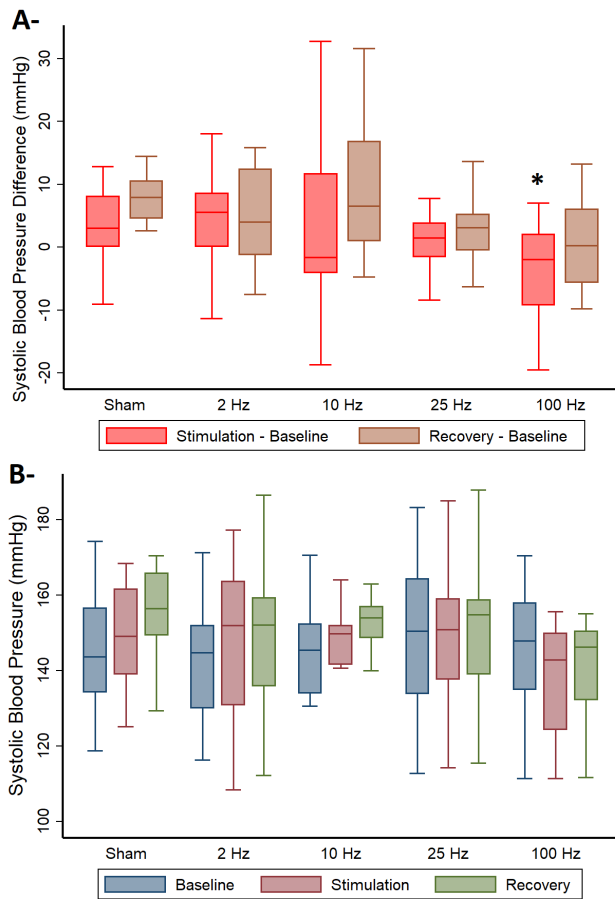 A-
Systolic Blood Pressure Difference (mmHg)
30
20
10
0
-10
-20
*
Sham 2 Hz 10 Hz 25 Hz 100 Hz
Stimulation - Baseline Recovery - Baseline
B-
Systolic Blood Pressure (mmHg)
180
160
140
120
100
Sham 2 Hz 10 Hz 25 Hz 100 Hz
Baseline Stimulation Recovery